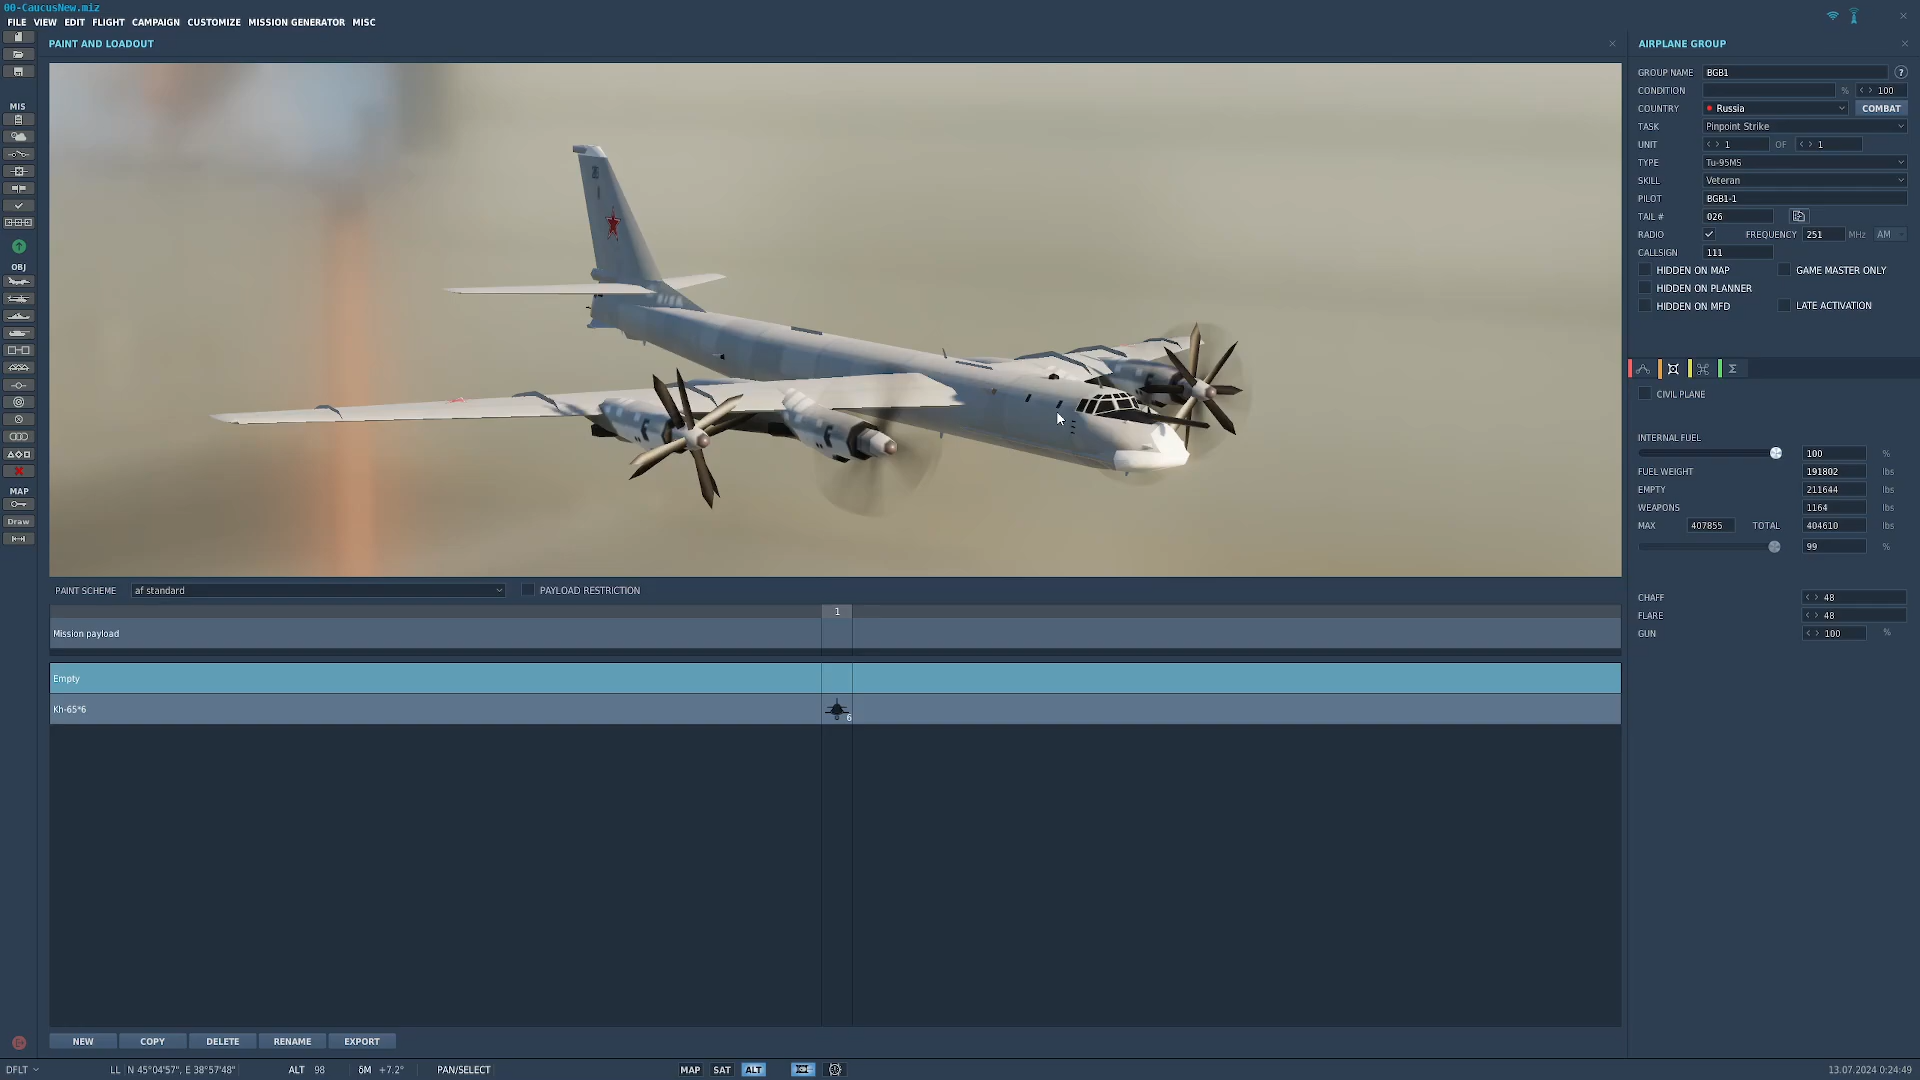 00-CaucusNew.miz
FILE VIEW EDIT FLIGHT CAMPAIGN CUSTOMIZE MISSION GENERATOR MISC
PAINT AND LOADOUT
AIRPLANE GROUP
GROUP NAME BGB1 ?
CONDITION % < > 100
COUNTRY Russia COMBAT
TASK Pinpoint Strike
UNIT < > 1 OF < > 1
TYPE Tu-95MS
SKILL Veteran
PILOT BGB1-1
TAIL # 026
RADIO FREQUENCY 251 MHz AM
CALLSIGN 111
HIDDEN ON MAP GAME MASTER ONLY
HIDDEN ON PLANNER
HIDDEN ON MFD LATE ACTIVATION
Σ
CIVIL PLANE
INTERNAL FUEL
100 %
FUEL WEIGHT 191802 lbs
EMPTY 211644 lbs
WEAPONS 1164 lbs
MAX 407855 TOTAL 404610 lbs
99 %
CHAFF < > 48
FLARE < > 48
GUN < > 100 %
MIS
OBJ
MAP
Draw
PAINT SCHEME af standard PAYLOAD RESTRICTION
1
Mission payload
Empty
Kh-65*6 6
NEW COPY DELETE RENAME EXPORT
DFLT LL N 45°04'57", E 38°57'48" ALT 98 δM +7.2° PAN/SELECT MAP SAT ALT 13.07.2024 0:24:49